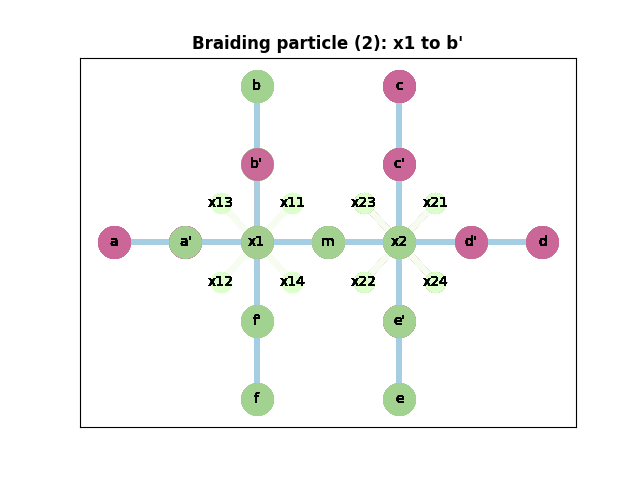 Braiding particle (2): x1 to b'
b
c
b'
c'
x13
x11
x23
x21
a
a'
x1
m
x2
d'
d
x12
x14
x22
x24
f'
e'
f
e